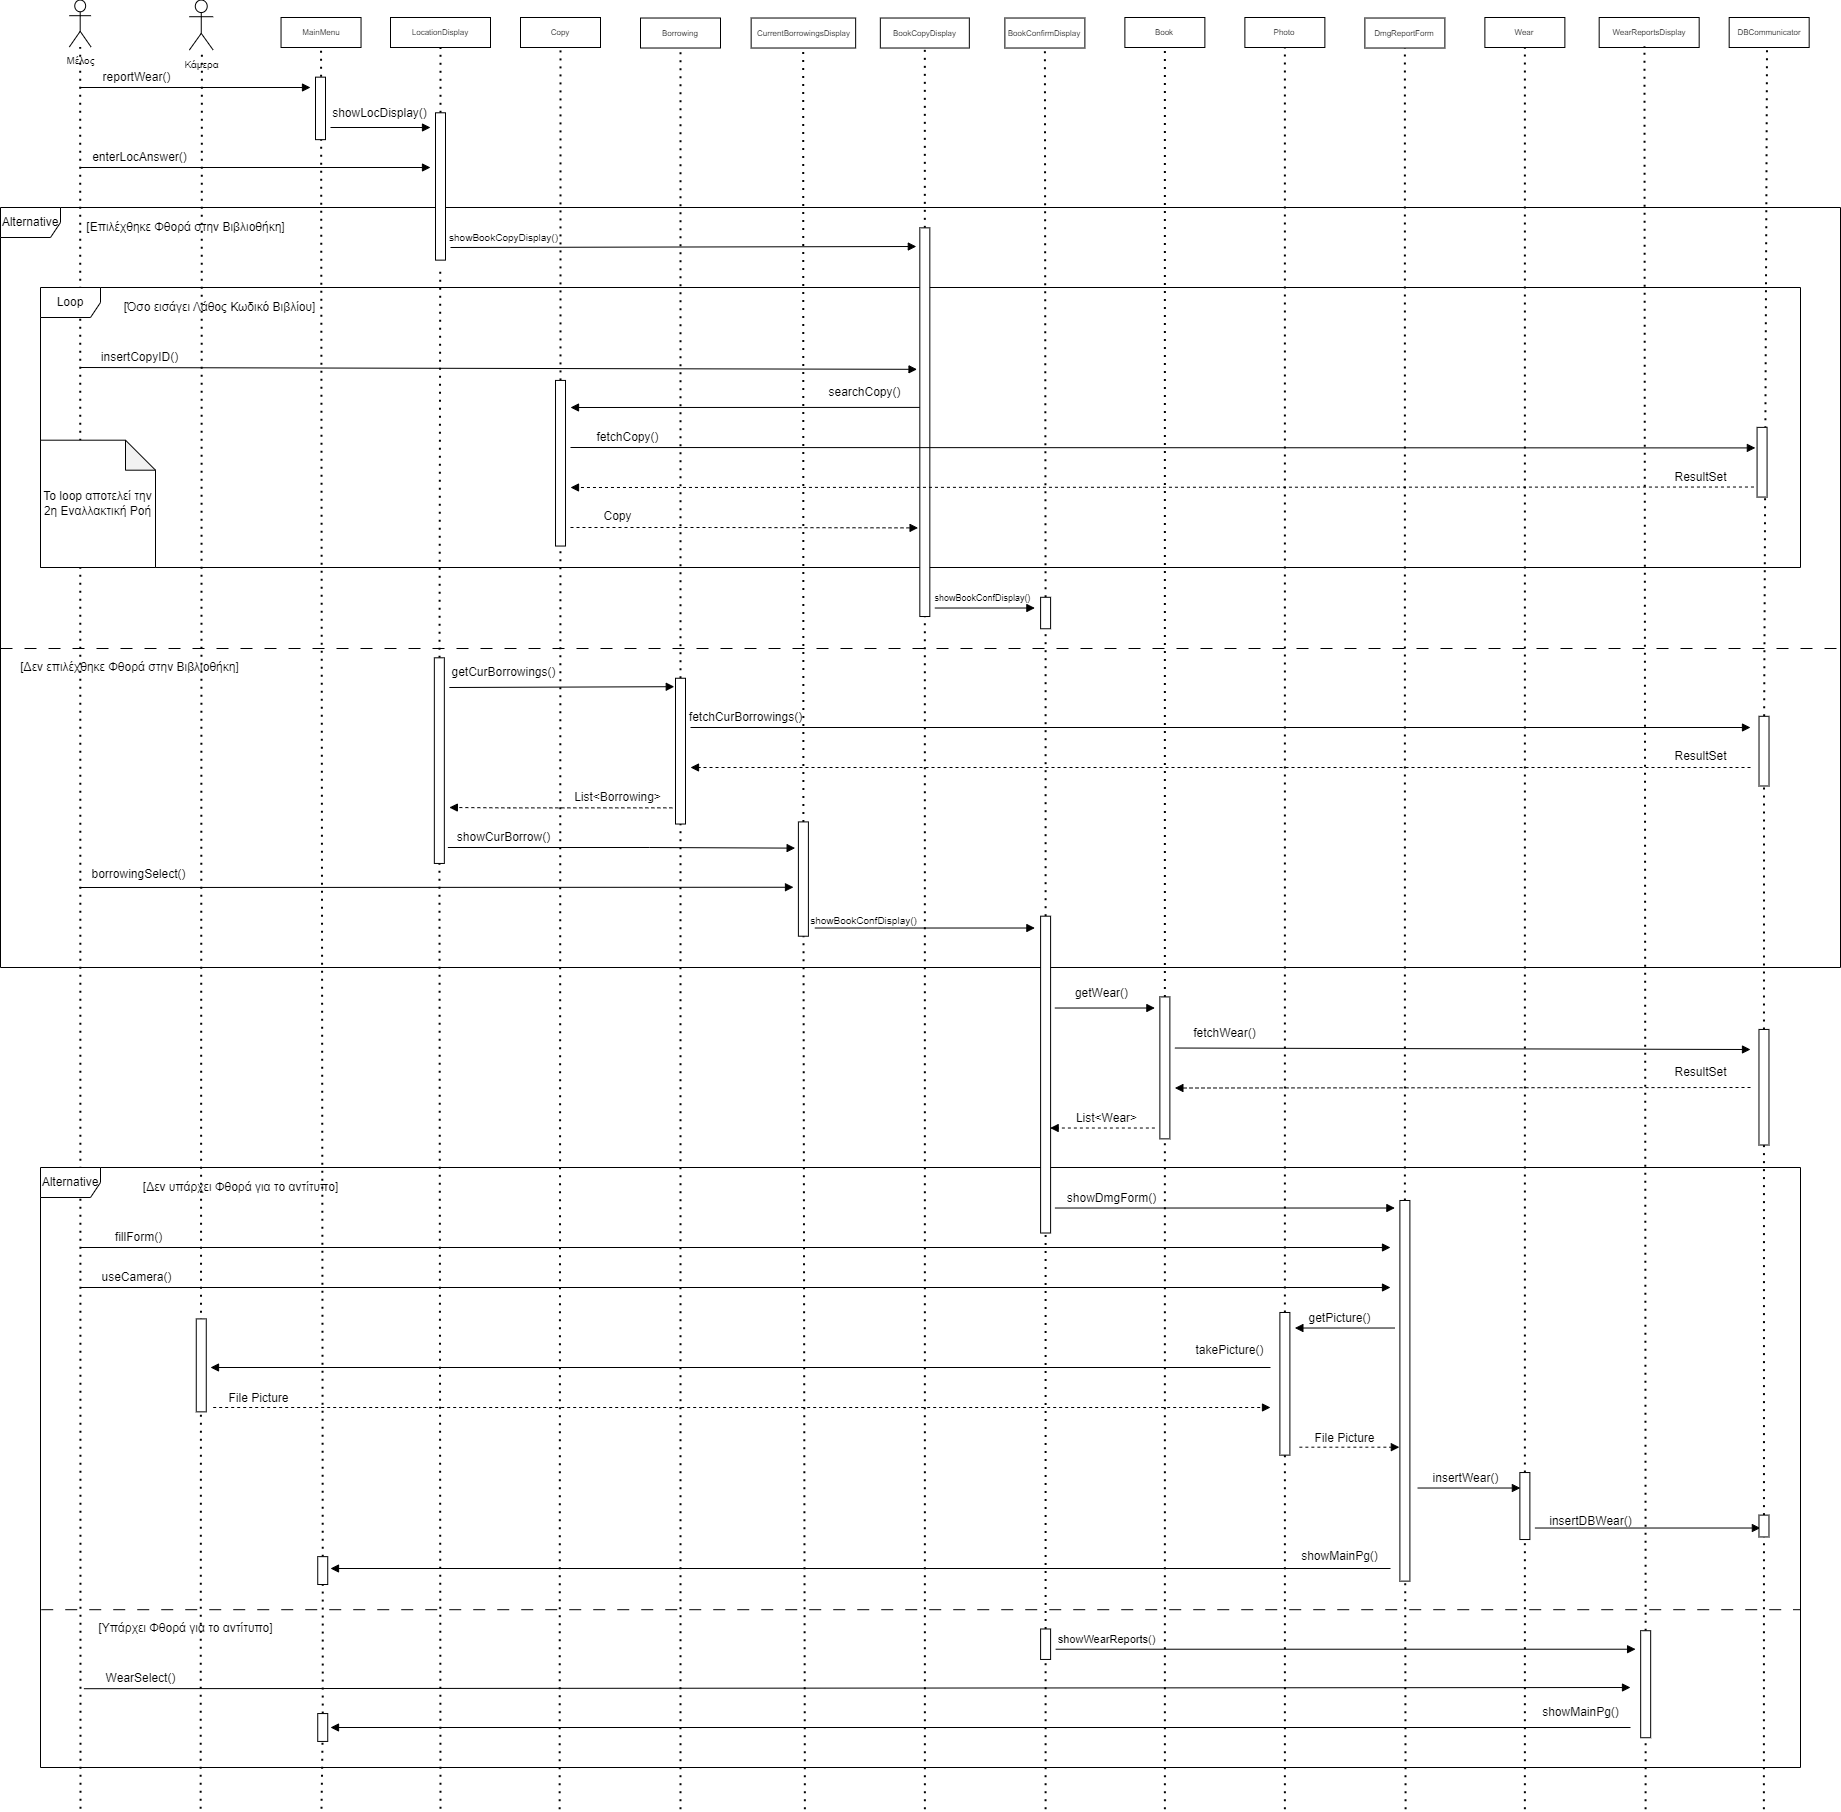 Μέλος
Κάμερα
MainMenu
LocationDisplay
Copy
Borrowing
CurrentBorrowingsDisplay
BookCopyDisplay
BookConfirmDisplay
Book
Photo
DmgReportForm
Wear
WearReportsDisplay
DBCommunicator
reportWear()
showLocDisplay()
enterLocAnswer()
Alternative
[Επιλέχθηκε Φθορά στην Βιβλιοθήκη]
showBookCopyDisplay()
Loop
[Όσο εισάγει Λάθος Κωδικό Βιβλίου]
insertCopyID()
searchCopy()
fetchCopy()
ResultSet
Το loop αποτελεί την
2η Εναλλακτική Ροή
Copy
showBookConfDisplay()
[Δεν επιλέχθηκε Φθορά στην Βιβλιοθήκη]
getCurBorrowings()
fetchCurBorrowings()
ResultSet
List<Borrowing>
showCurBorrow()
borrowingSelect()
showBookConfDisplay()
getWear()
fetchWear()
ResultSet
List<Wear>
Alternative
[Δεν υπάρχει Φθορά για το αντίτυπο]
showDmgForm()
fillForm()
useCamera()
getPicture()
takePicture()
File Picture
File Picture
insertWear()
insertDBWear()
showMainPg()
[Υπάρχει Φθορά για το αντίτυπο]
showWearReports()
WearSelect()
showMainPg()